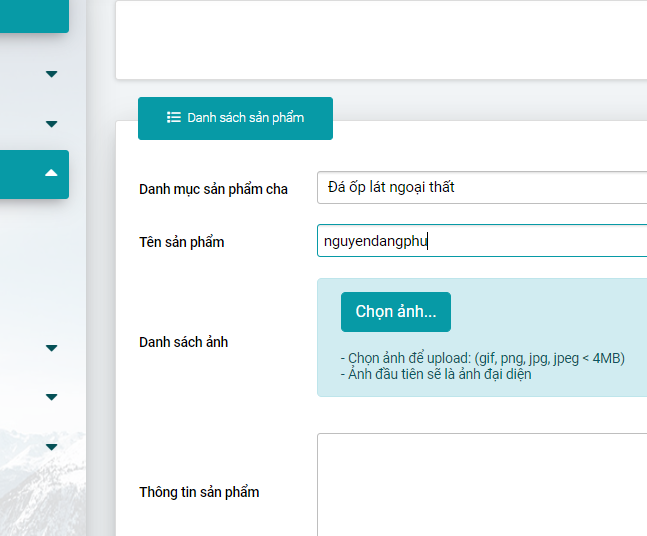 Danh sách sản phẩm
Danh mục sản phẩm cha
Đá ốp lát ngoại thất
Tên sản phẩm
nguyendangphu
Danh sách ảnh
Chọn ảnh...
- Chọn ảnh để upload: (gif, png, jpg, jpeg < 4MB)
- Ảnh đầu tiên sẽ là ảnh đại diện
Thông tin sản phẩm